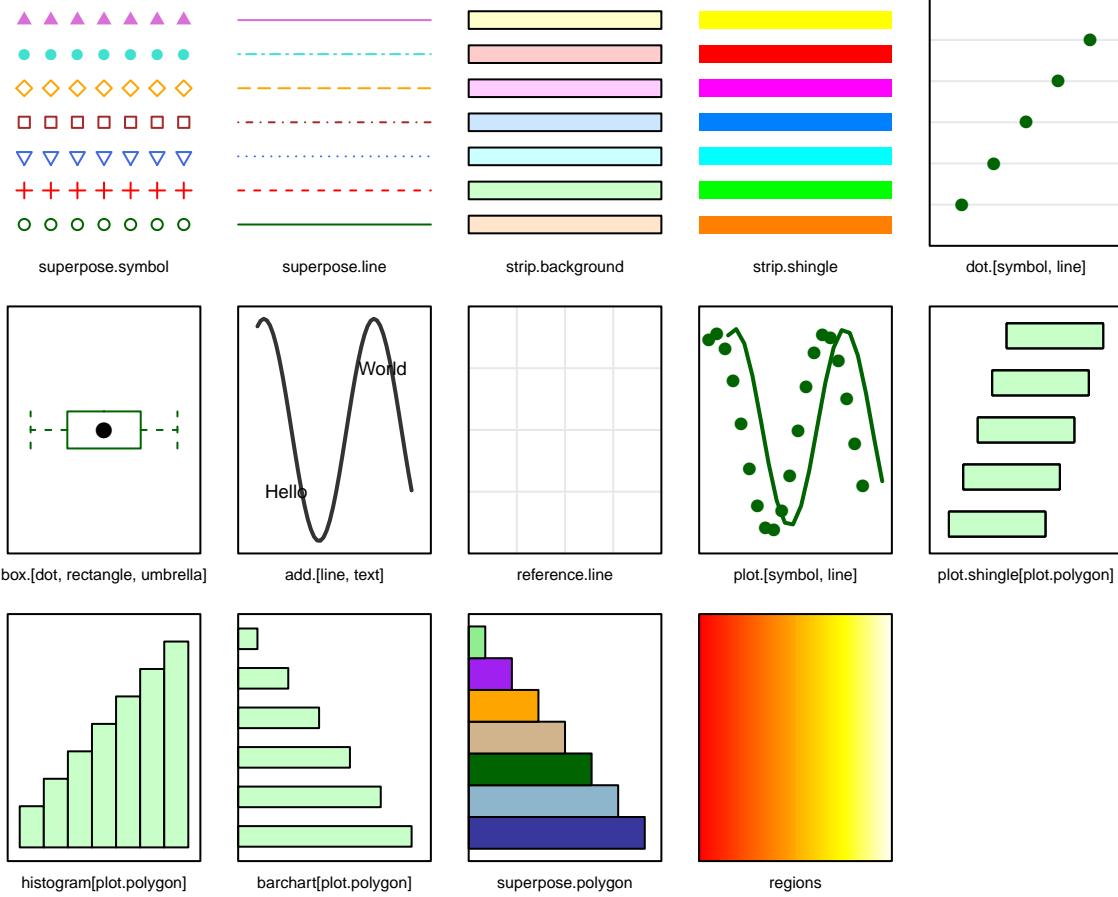 superpose.symbol
superpose.line
strip.background
strip.shingle
dot.[symbol, line]
World
Hello
box.[dot, rectangle, umbrella]
add.[line, text]
reference.line
plot.[symbol, line]
plot.shingle[plot.polygon]
histogram[plot.polygon]
barchart[plot.polygon]
superpose.polygon
regions